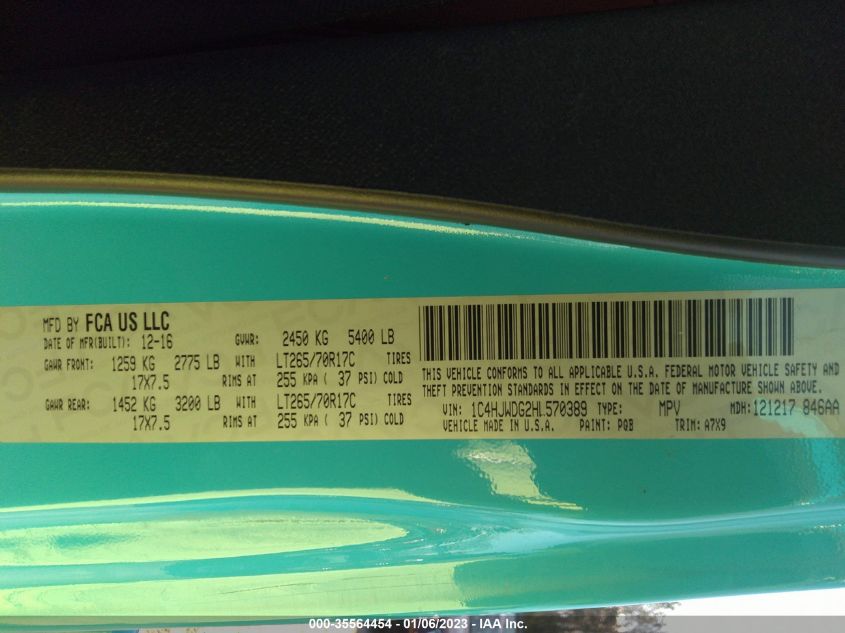 MFD BY FCA US LLC
DATE OF MFR(BUILT): 12-16 GVWR: 2450 KG 5400 LB
GAWR FRONT: 1259 KG 2775 LB WITH LT265/70R17C TIRES
17X7.5 RIMS AT 255 KPA ( 37 PSI) COLD
GAWR REAR: 1452 KG 3200 LB WITH LT265/70R17C TIRES
17X7.5 RIMS AT 255 KPA ( 37 PSI) COLD
THIS VEHICLE CONFORMS TO ALL APPLICABLE U.S.A. FEDERAL MOTOR VEHICLE SAFETY AND
THEFT PREVENTION STANDARDS IN EFFECT ON THE DATE OF MANUFACTURE SHOWN ABOVE.
VIN: 1C4HJWDG2HL570389 TYPE: MPV MDH: 121217 846AA
VEHICLE MADE IN U.S.A. PAINT: PQB TRIM: A7X9
000-35564454 - 01/06/2023 - IAA Inc.